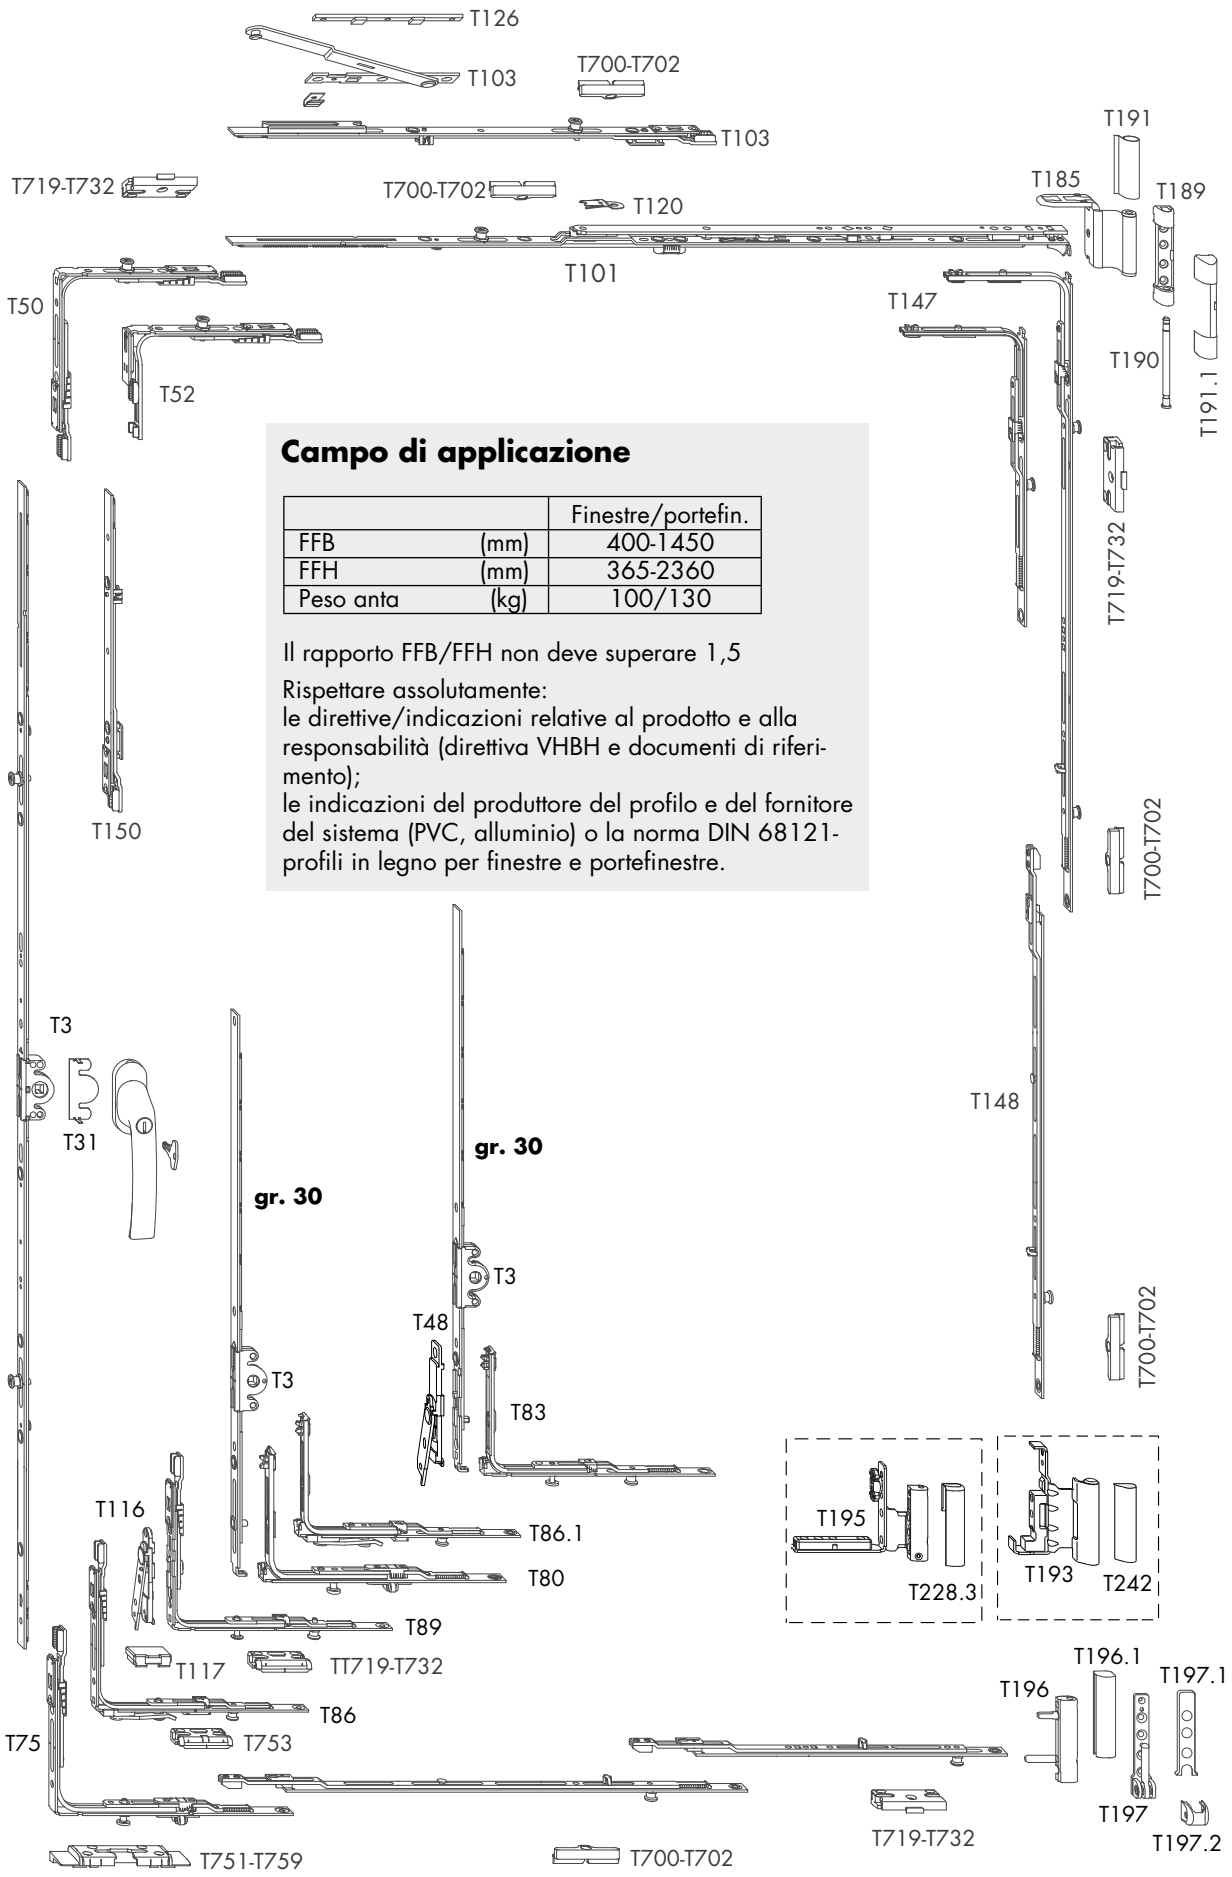 T126
T103
T700-T702
T103
T191
T719-T732
T700-T702
T120
T185
T189
T101
T50
T147
T52
T190
T191.1
Campo di applicazione
Finestre/portefin.
FFB (mm) 400-1450
FFH (mm) 365-2360
Peso anta (kg) 100/130
Il rapporto FFB/FFH non deve superare 1,5
Rispettare assolutamente:
le direttive/indicazioni relative al prodotto e alla
responsabilità (direttiva VHBH e documenti di riferi-
mento);
le indicazioni del produttore del profilo e del fornitore
del sistema (PVC, alluminio) o la norma DIN 68121-
profili in legno per finestre e portefinestre.
T719-T732
T150
T700-T702
T3
T31
T148
gr. 30
gr. 30
T3
T48
T3
T700-T702
T83
T116
T86.1
T195
T193
T242
T80
T228.3
T89
T117
TT719-T732
T196.1
T197.1
T196
T86
T75
T753
T197
T719-T732
T197.2
T751-T759
T700-T702